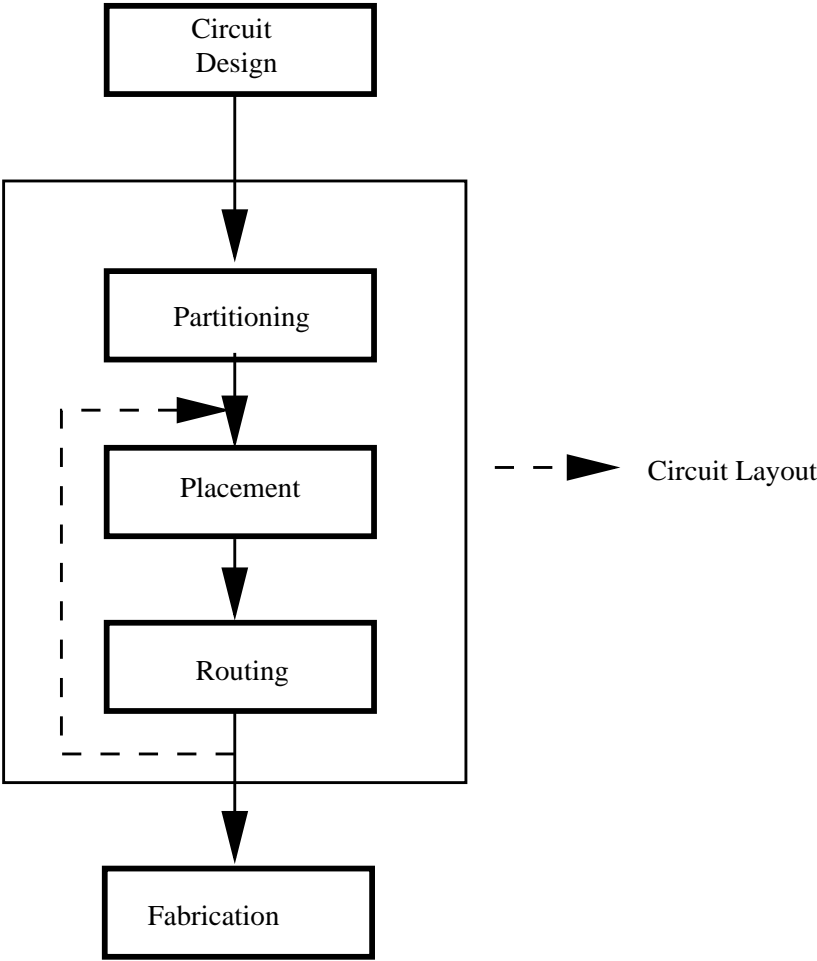 Circuit
Design
Partitioning
Placement
Circuit Layout
Routing
Fabrication